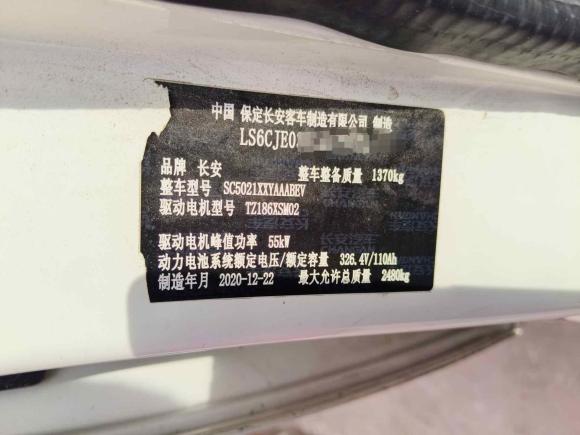 中国 保定长安客车制造有限公司 制造
LS6CJE0
品牌 长安 整车整备质量 1370kg
整车型号 SC5021XXYAAABEV
驱动电机型号 TZ186XSM02
驱动电机峰值功率 55kW
动力电池系统额定电压/额定容量 326.4V/110Ah
制造年月 2020-12-22 最大允许总质量 2480kg